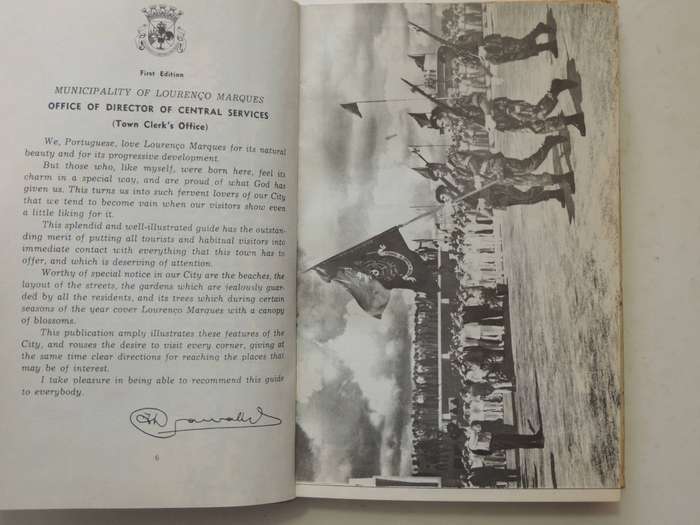 First Edition
MUNICIPALITY OF LOURENÇO MARQUES
OFFICE OF DIRECTOR OF CENTRAL SERVICES
(Town Clerk's Office)
We, Portuguese, love Lourenço Marques for its natural
beauty and for its progressive development.
But those who, like myself, were born here, feel its
charm in a special way, and are proud of what God has
given us. This turns us into such fervent lovers of our City
that we tend to become vain when our visitors show even
a little liking for it.
This splendid and well-illustrated guide has the outstan-
ding merit of putting all tourists and habitual visitors into
immediate contact with everything that this town has to
offer, and which is deserving of attention.
Worthy of special notice in our City are the beaches, the
layout of the streets, the gardens which are jealously guar-
ded by all the residents, and its trees which during certain
seasons of the year cover Lourenço Marques with a canopy
of blossoms.
This publication amply illustrates these features of the
City, and rouses the desire to visit every corner, giving at
the same time clear directions for reaching the places that
may be of interest.
I take pleasure in being able to recommend this guide
to everybody.
6